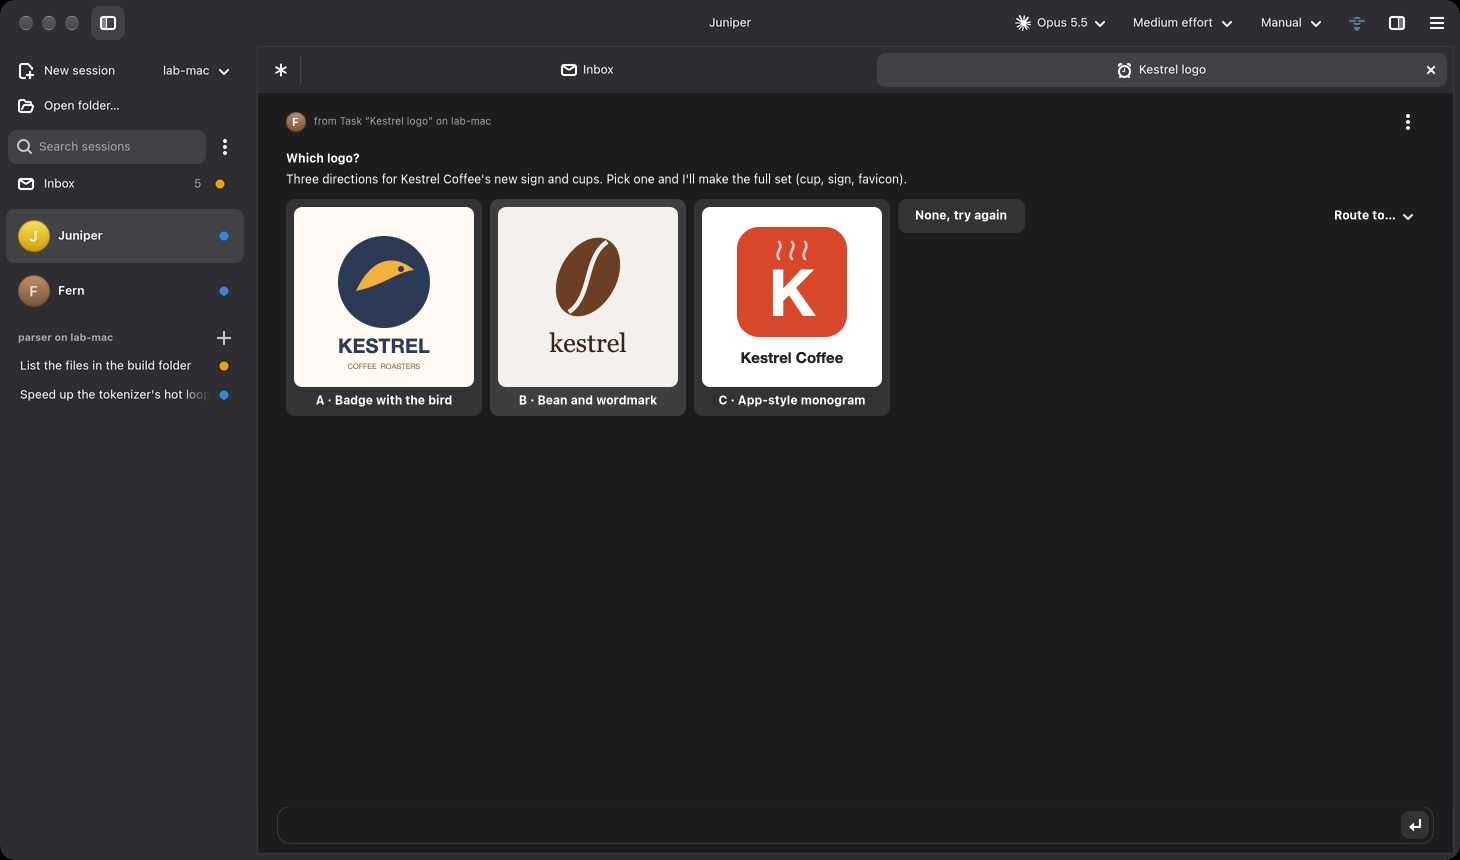 Juniper
Opus 5.5
Medium effort
Manual
New session
lab-mac
Open folder...
Search sessions
Inbox
5
J
Juniper
F
Fern
parser on lab-mac
List the files in the build folder
Speed up the tokenizer's hot loop
Inbox
Kestrel logo
F
from Task “Kestrel logo” on lab-mac
Which logo?
Three directions for Kestrel Coffee's new sign and cups. Pick one and I'll make the full set (cup, sign, favicon).
KESTREL
COFFEE ROASTERS
A · Badge with the bird
kestrel
B · Bean and wordmark
K
Kestrel Coffee
C · App-style monogram
None, try again
Route to...